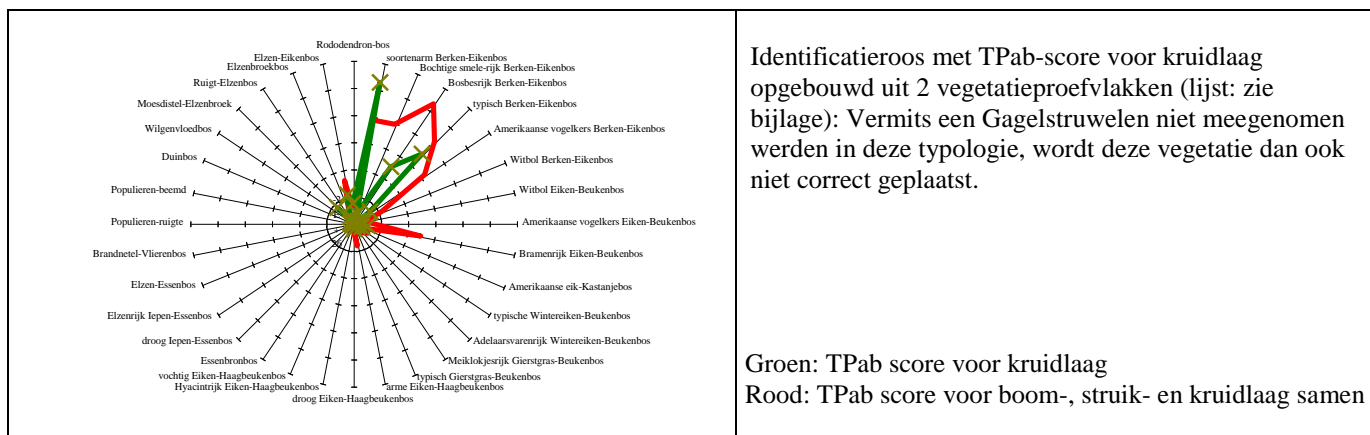 Rododendron-bos
soortenarm Berken-Eikenbos
Bochtige smele-rijk Berken-Eikenbos
Bosbesrijk Berken-Eikenbos
typisch Berken-Eikenbos
Amerikaanse vogelkers Berken-Eikenbos
Witbol Berken-Eikenbos
Witbol Eiken-Beukenbos
Amerikaanse vogelkers Eiken-Beukenbos
Bramenrijk Eiken-Beukenbos
Amerikaanse eik-Kastanjebos
typische Wintereiken-Beukenbos
Adelaarsvarenrijk Wintereiken-Beukenbos
Meiklokjesrijk Gierstgras-Beukenbos
typisch Gierstgras-Beukenbos
arme Eiken-Haagbeukenbos
droog Eiken-Haagbeukenbos
Hyacintrijk Eiken-Haagbeukenbos
vochtig Eiken-Haagbeukenbos
Essenbronbos
droog Iepen-Essenbos
Elzenrijk Iepen-Essenbos
Elzen-Essenbos
Brandnetel-Vlierenbos
Populieren-ruigte
Populieren-beemd
Duinbos
Wilgenvloedbos
Moesdistel-Elzenbroek
Ruigt-Elzenbos
Elzenbroekbos
Elzen-Eikenbos
Identificatieroos met TPab-score voor kruidlaag
opgebouwd uit 2 vegetatieproefvlakken (lijst: zie
bijlage): Vermits een Gagelstruwelen niet meegenomen
werden in deze typologie, wordt deze vegetatie dan ook
niet correct geplaatst.
Groen: TPab score voor kruidlaag
Rood: TPab score voor boom-, struik- en kruidlaag samen